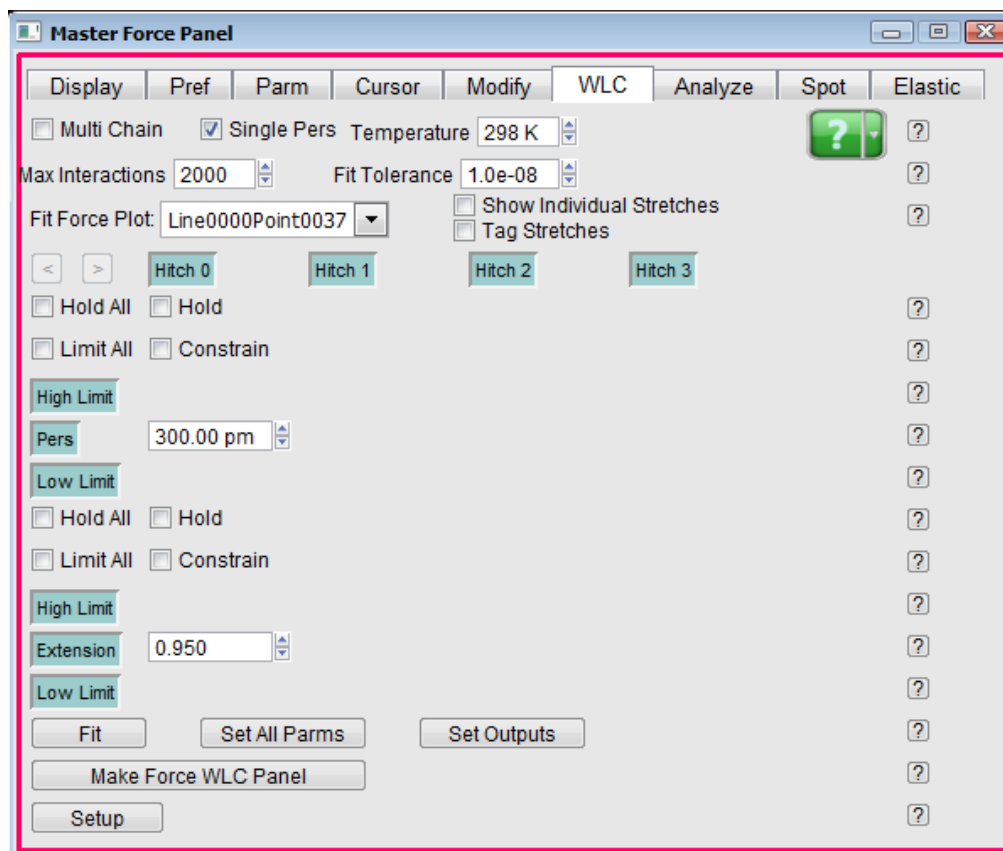 Master Force Panel
Display Pref Parm Cursor Modify WLC Analyze Spot Elastic
Multi Chain Single Pers Temperature 298 K ? ?
Max Interactions 2000 Fit Tolerance 1.0e-08 ?
Fit Force Plot: Line0000Point0037 Show Individual Stretches ?
Tag Stretches
< > Hitch 0 Hitch 1 Hitch 2 Hitch 3
Hold All Hold ?
Limit All Constrain ?
High Limit ?
Pers 300.00 pm ?
Low Limit ?
Hold All Hold ?
Limit All Constrain ?
High Limit ?
Extension 0.950 ?
Low Limit ?
Fit Set All Parms Set Outputs ?
Make Force WLC Panel ?
Setup ?